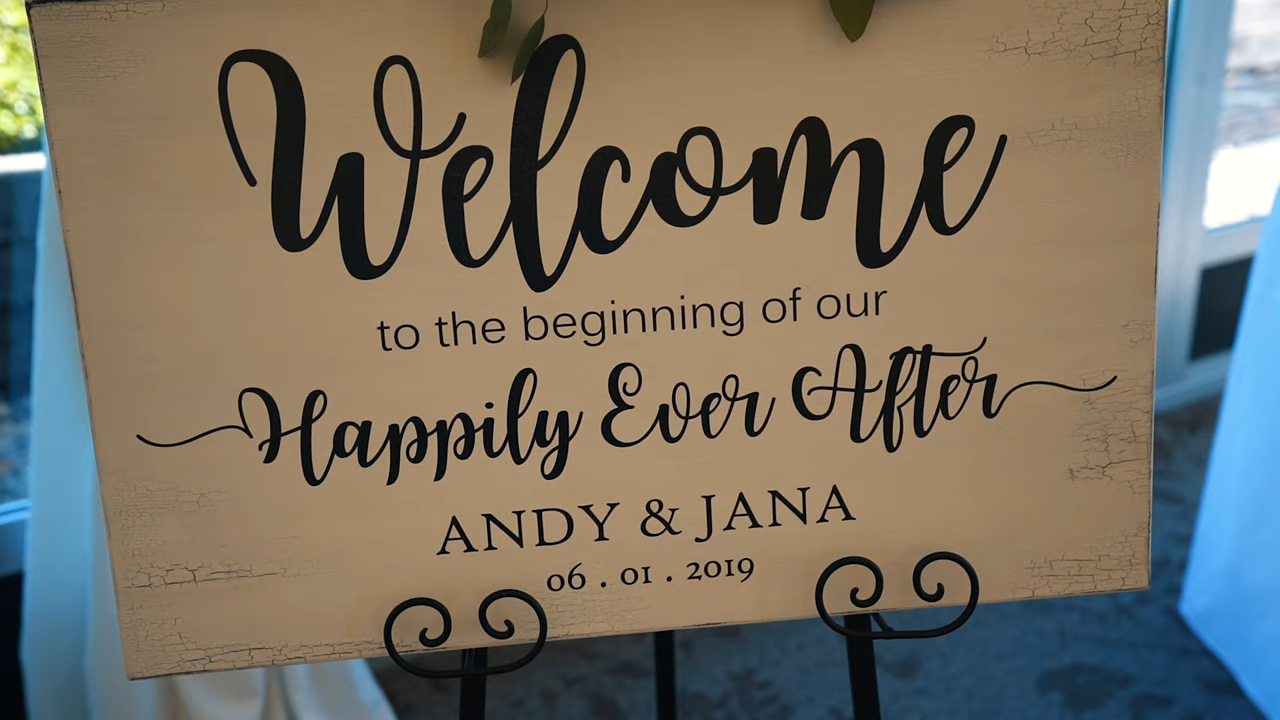 Welcome
to the beginning of our
Happily Ever After
ANDY & JANA
06 . 01 . 2019